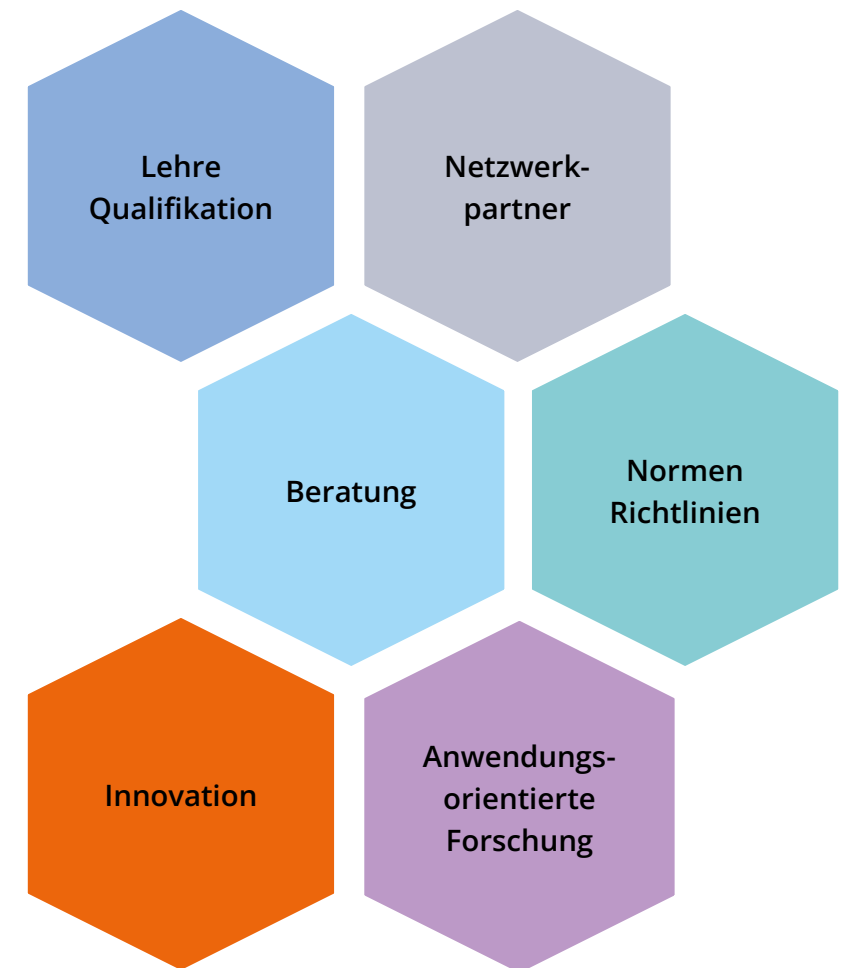 Lehre
Qualifikation
Netzwerk-
partner
Beratung
Normen
Richtlinien
Innovation
Anwendungs-
orientierte
Forschung